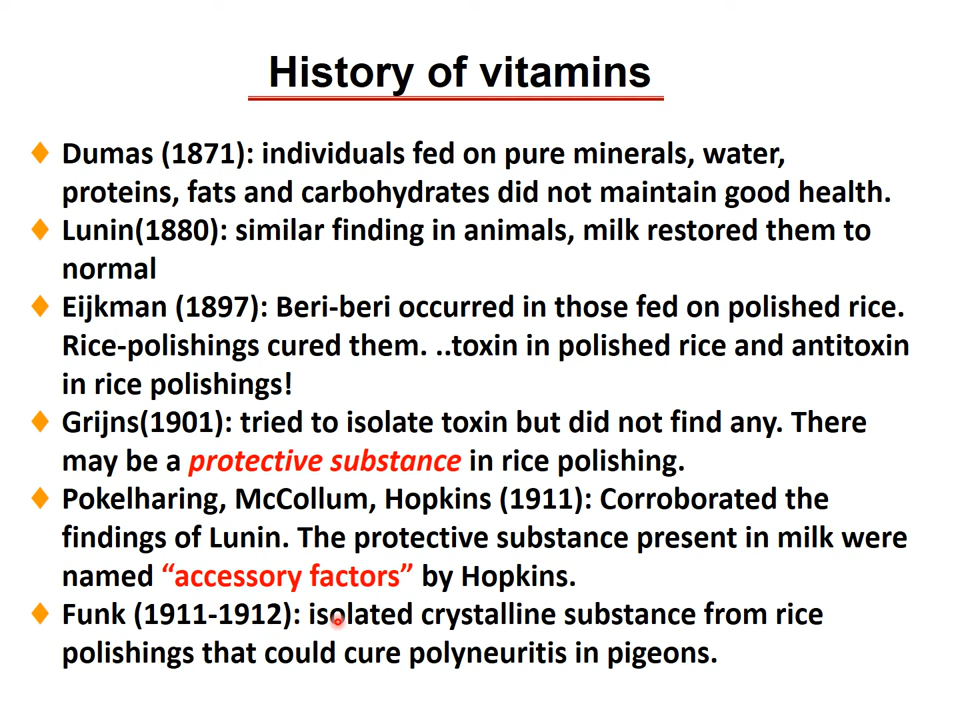 History of vitamins
Dumas (1871): individuals fed on pure minerals, water,
proteins, fats and carbohydrates did not maintain good health.
Lunin(1880): similar finding in animals, milk restored them to
normal
Eijkman (1897): Beri-beri occurred in those fed on polished rice.
Rice-polishings cured them. ..toxin in polished rice and antitoxin
in rice polishings!
Grijns(1901): tried to isolate toxin but did not find any. There
may be a protective substance in rice polishing.
Pokelharing, McCollum, Hopkins (1911): Corroborated the
findings of Lunin. The protective substance present in milk were
named “accessory factors” by Hopkins.
Funk (1911-1912): isolated crystalline substance from rice
polishings that could cure polyneuritis in pigeons.